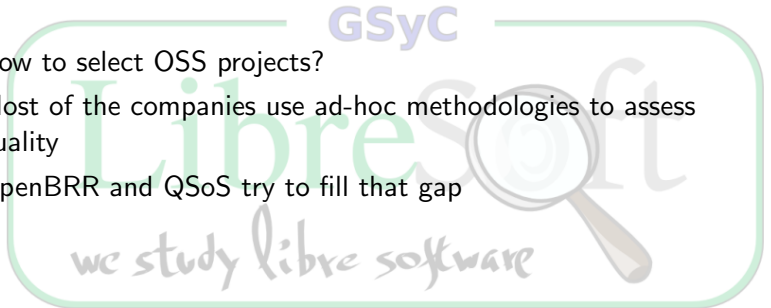 GSyC
ow to select OSS projects?
ost of the companies use ad-hoc methodologies to assess
uality
penBRR and QSoS try to fill that gap
LibreSoft
we study libre software